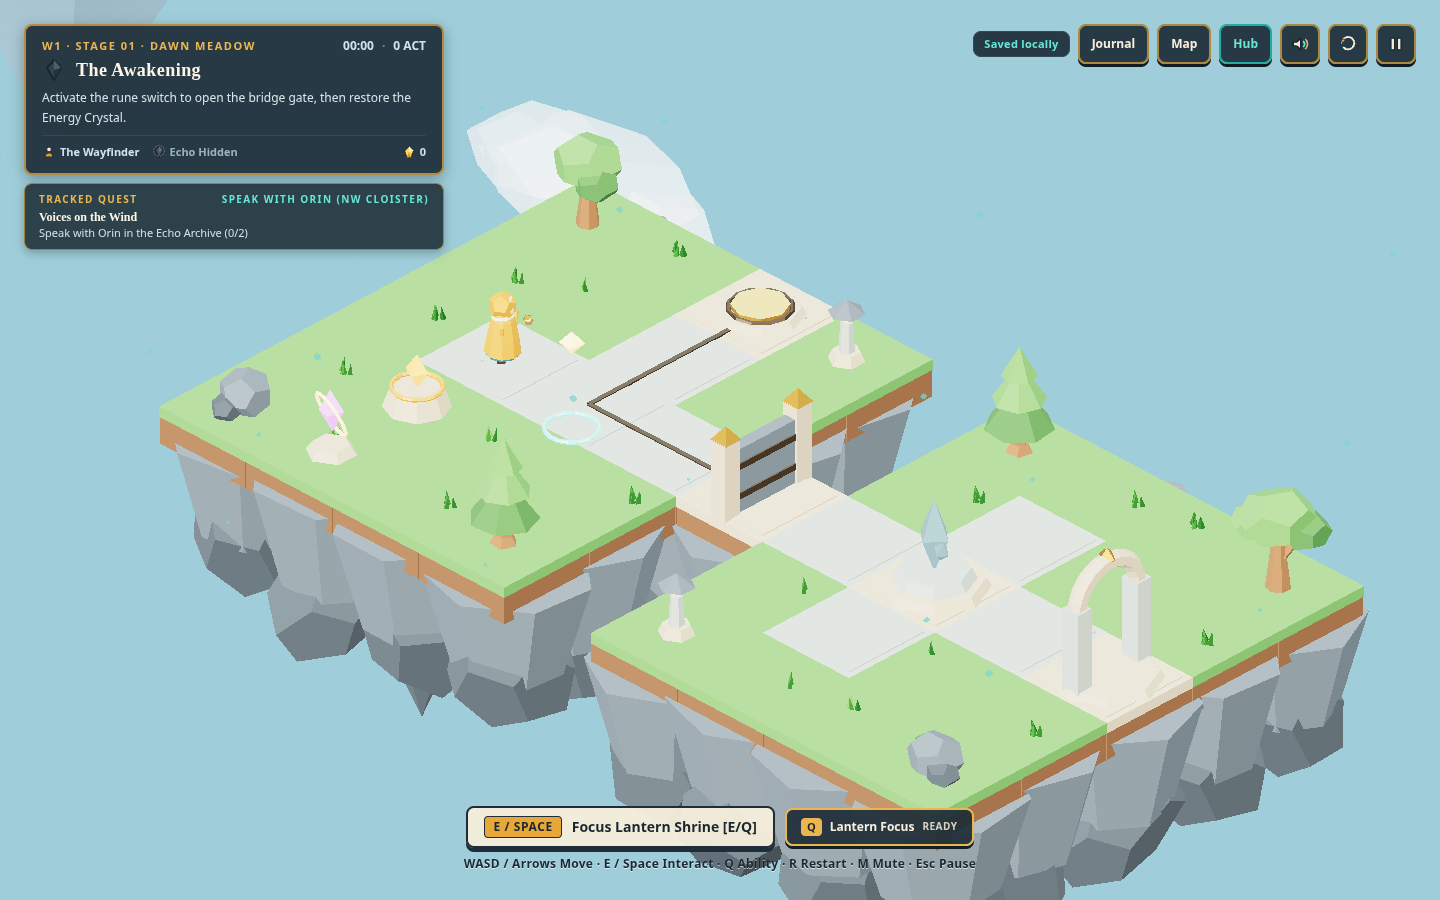 W1 · STAGE 01 · DAWN MEADOW
00:00 · 0 ACT
The Awakening
Activate the rune switch to open the bridge gate, then restore the
Energy Crystal.
The Wayfinder
Echo Hidden
0
TRACKED QUEST
SPEAK WITH ORIN (NW CLOISTER)
Voices on the Wind
Speak with Orin in the Echo Archive (0/2)
Saved locally
Journal
Map
Hub
E / SPACE
Focus Lantern Shrine [E/Q]
Q
Lantern Focus
READY
WASD / Arrows Move · E / Space Interact · Q Ability · R Restart · M Mute · Esc Pause